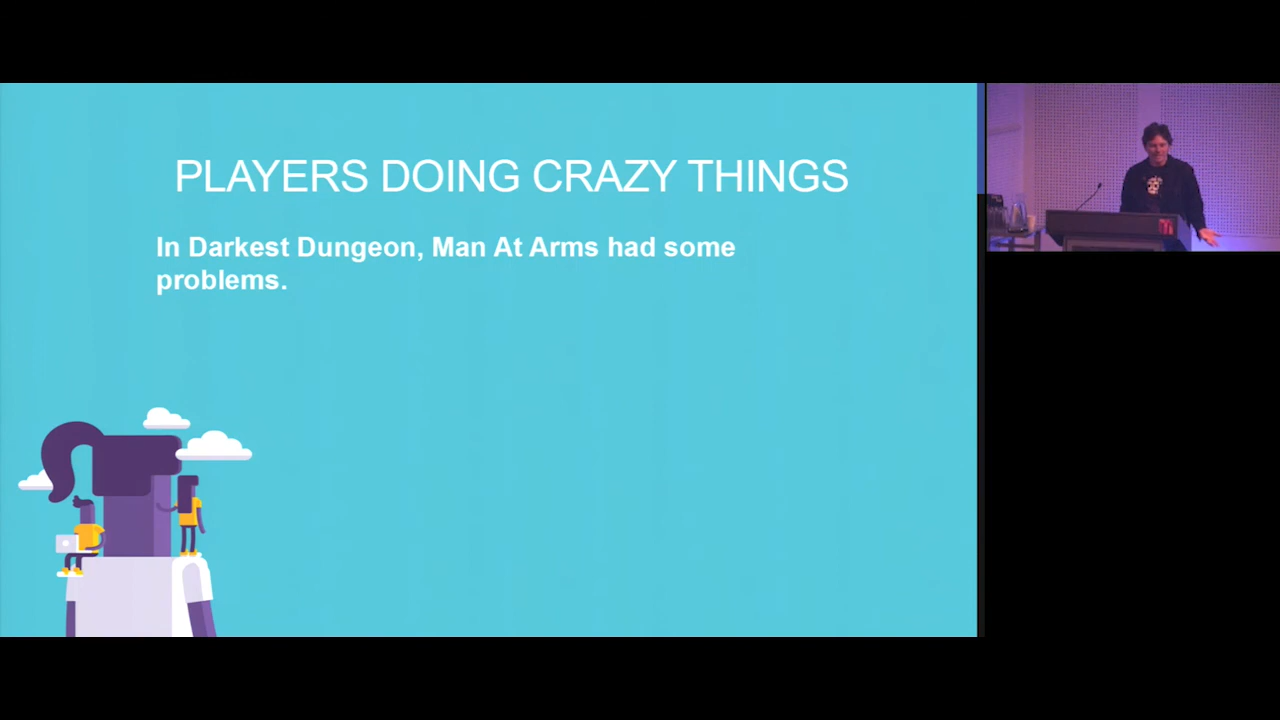 PLAYERS DOING CRAZY THINGS
In Darkest Dungeon, Man At Arms had some
problems.